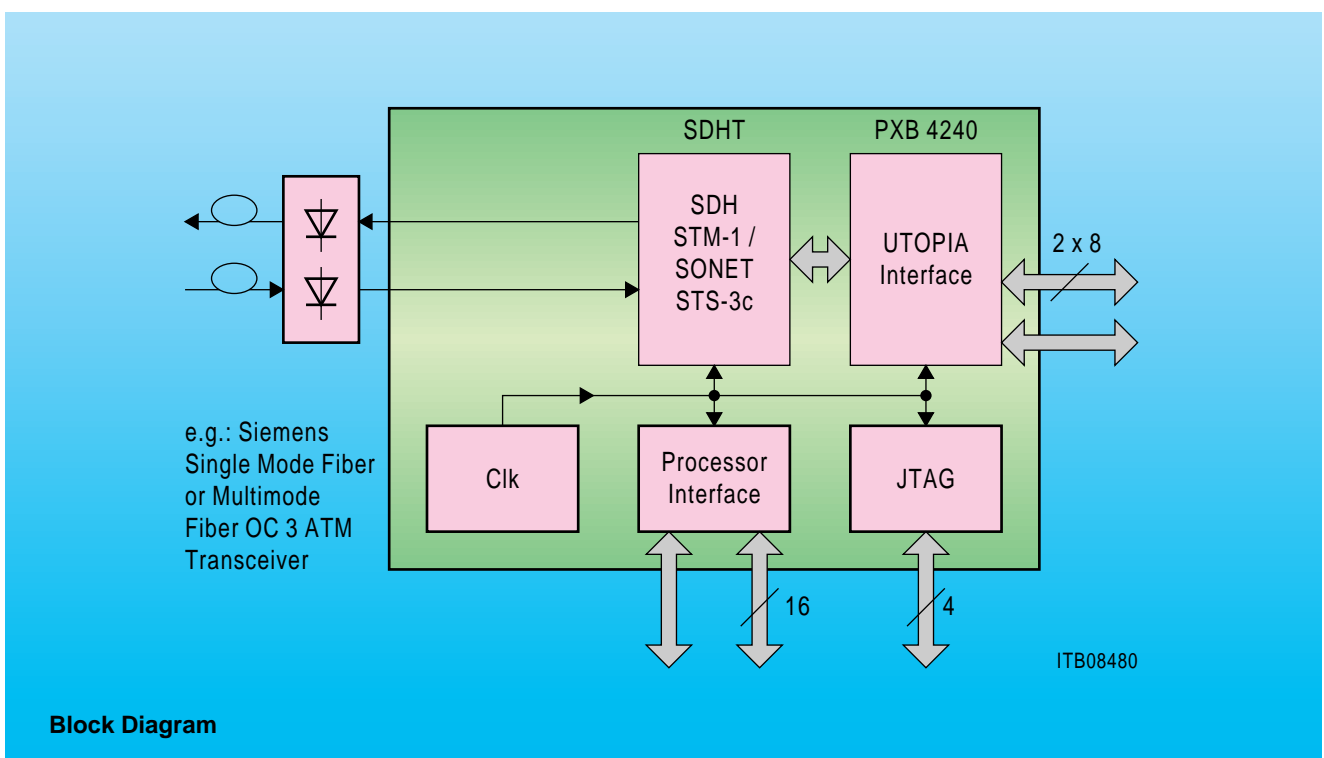 SDHT
PXB 4240
SDH
STM-1 /
SONET
STS-3c
UTOPIA
Interface
2 x 8
e.g.: Siemens
Single Mode Fiber
or Multimode
Fiber OC 3 ATM
Transceiver
Clk
Processor
Interface
JTAG
16
4
ITB08480
Block Diagram